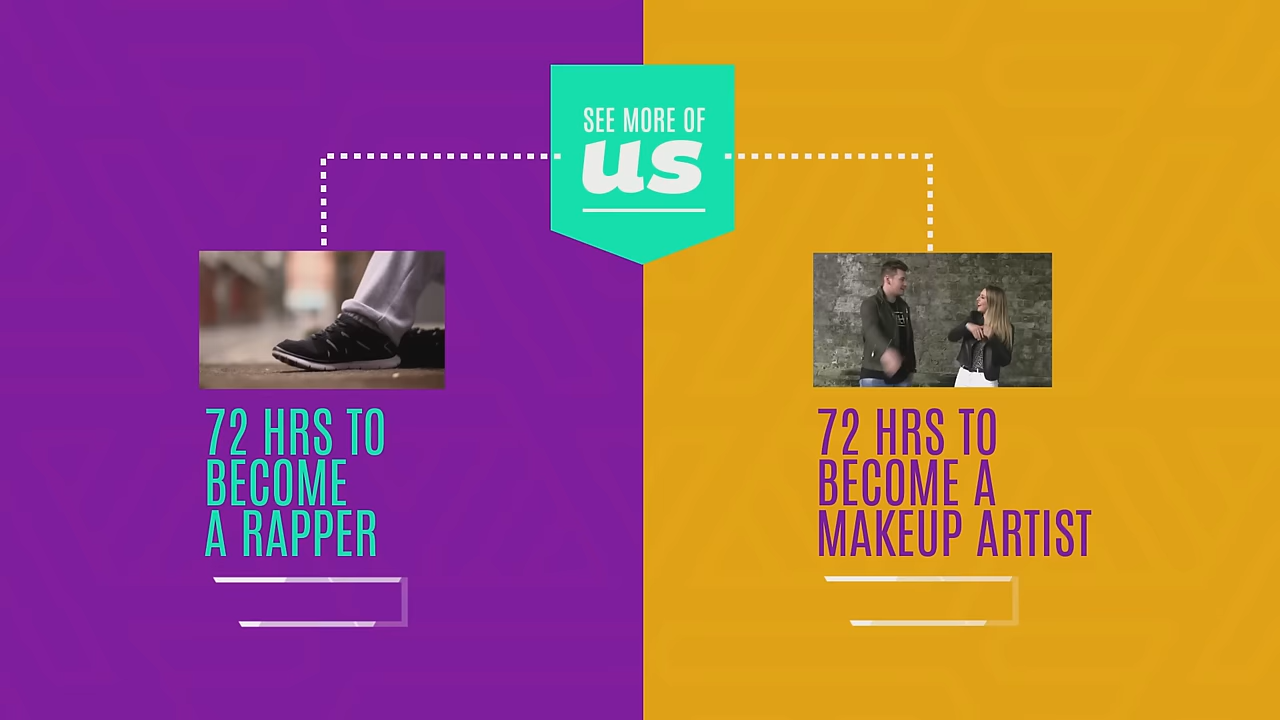 SEE MORE OF
us
72 HRS TO
BECOME
A RAPPER
72 HRS TO
BECOME A
MAKEUP ARTIST